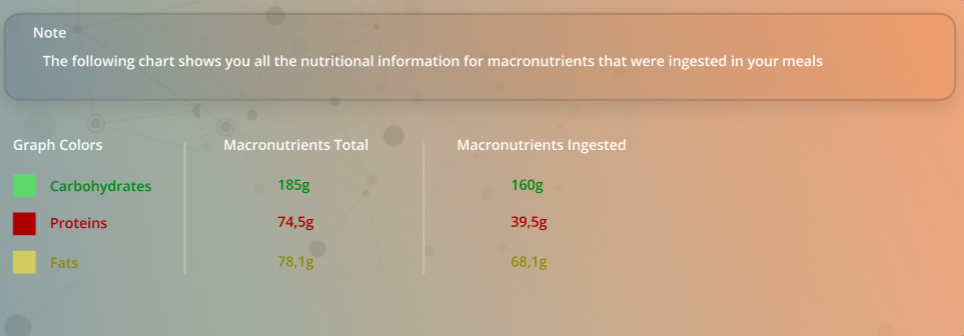 Note
The following chart shows you all the nutritional information for macronutrients that were ingested in your meals
Graph Colors Macronutrients Total Macronutrients Ingested
Carbohydrates 185g 160g
Proteins 74,5g 39,5g
Fats 78,1g 68,1g